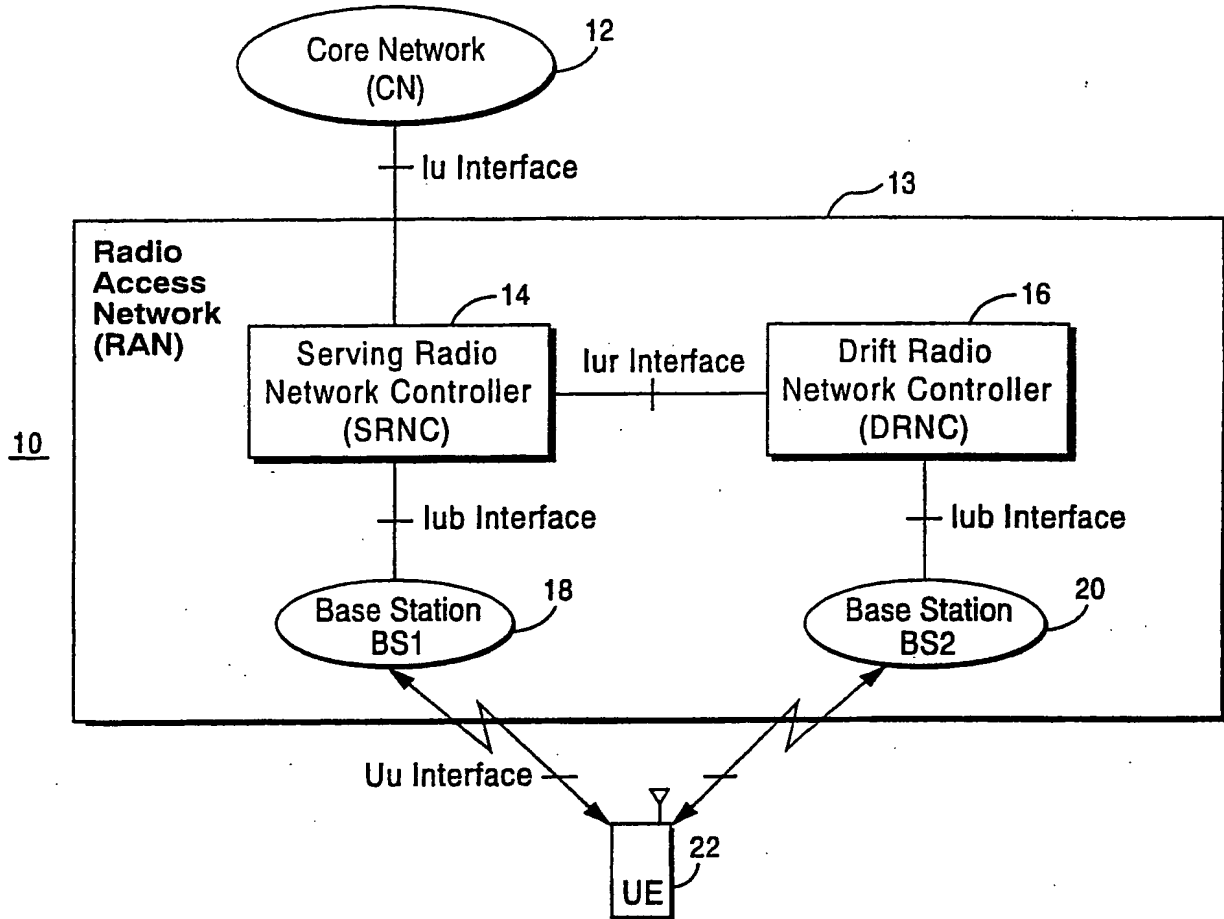 Core Network
(CN)
12
Iu Interface
13
Radio
Access
Network
(RAN)
14
16
Serving Radio
Network Controller
(SRNC)
Iur Interface
Drift Radio
Network Controller
(DRNC)
10
Iub Interface
Iub Interface
Base Station
BS1
18
Base Station
BS2
20
Uu Interface
UE
22